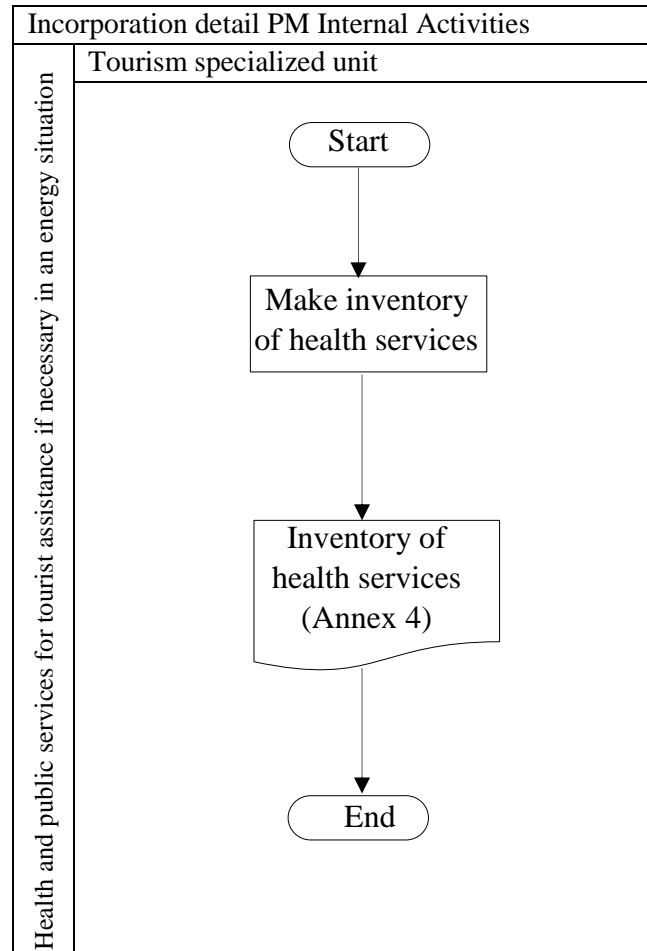 Incorporation detail PM Internal Activities
Tourism specialized unit
Health and public services for tourist assistance if necessary in an energy situation
Start
Make inventory
of health services
Inventory of
health services
(Annex 4)
End